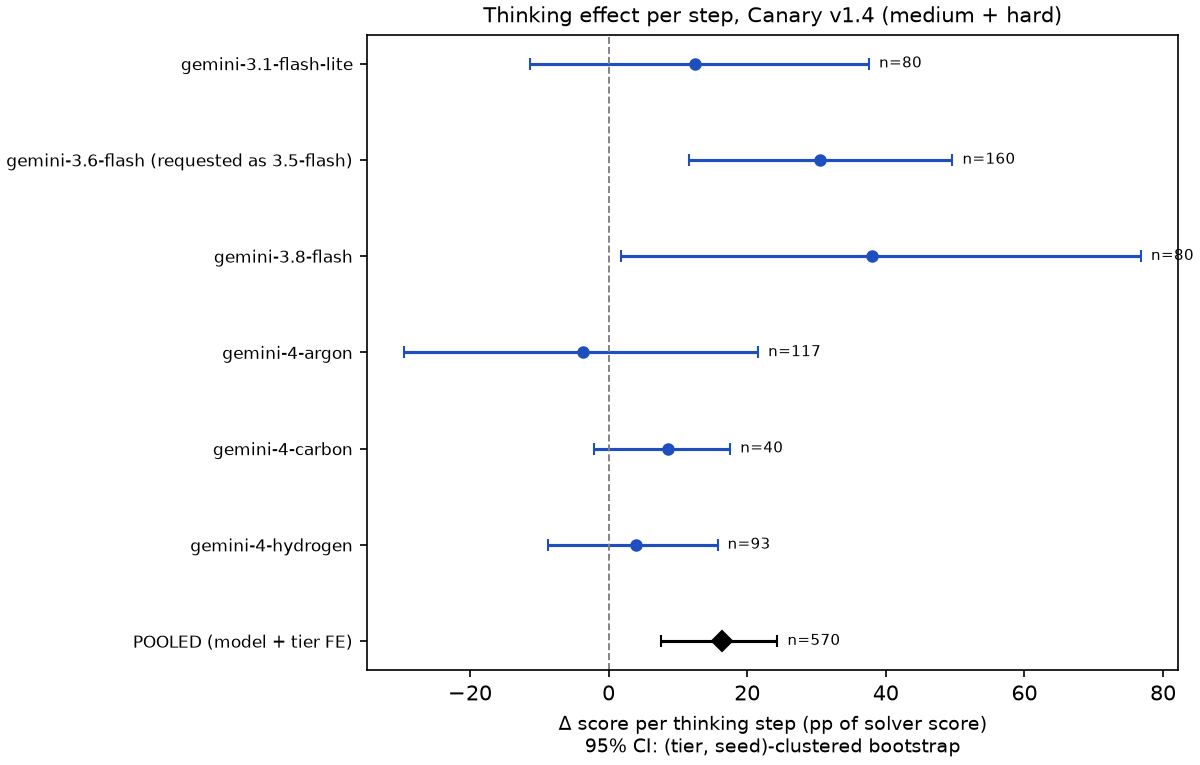 Thinking effect per step, Canary v1.4 (medium + hard)
gemini-3.1-flash-lite
n=80
gemini-3.6-flash (requested as 3.5-flash)
n=160
gemini-3.8-flash
n=80
gemini-4-argon
n=117
gemini-4-carbon
n=40
gemini-4-hydrogen
n=93
POOLED (model + tier FE)
n=570
−20 0 20 40 60 80
Δ score per thinking step (pp of solver score)
95% CI: (tier, seed)-clustered bootstrap